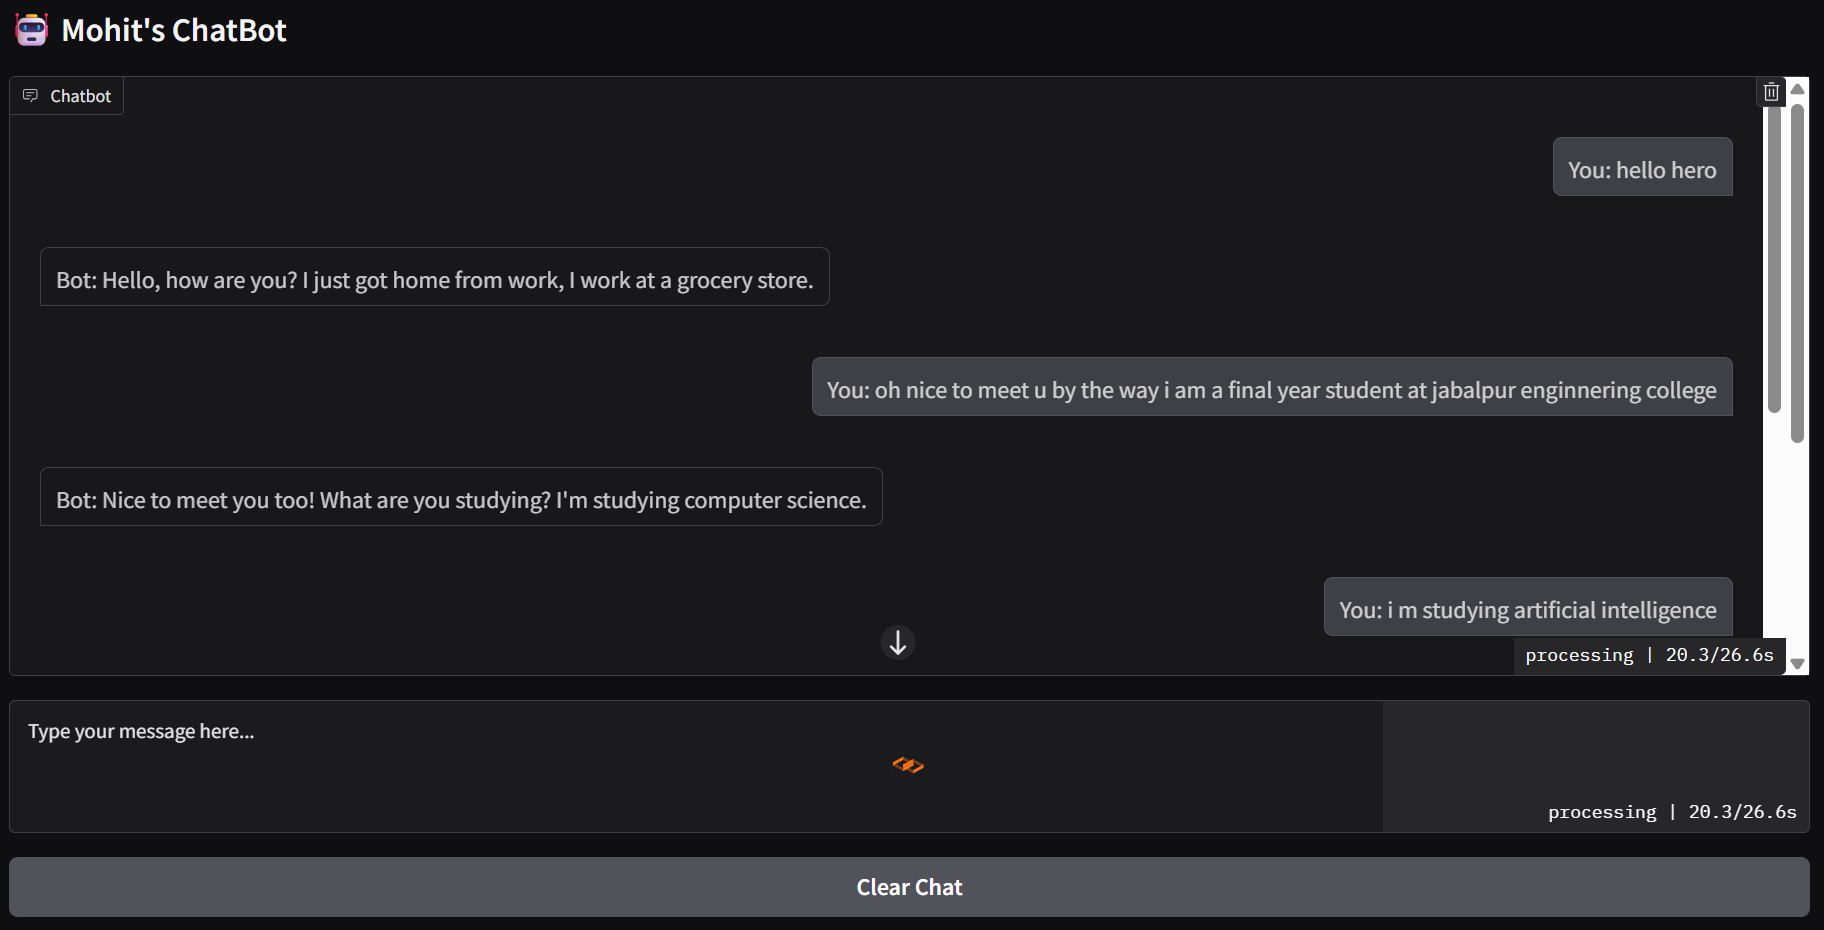 Mohit's ChatBot
Chatbot
You: hello hero
Bot: Hello, how are you? I just got home from work, I work at a grocery store.
You: oh nice to meet u by the way i am a final year student at jabalpur enginnering college
Bot: Nice to meet you too! What are you studying? I'm studying computer science.
You: i m studying artificial intelligence
processing | 20.3/26.6s
Type your message here...
processing | 20.3/26.6s
Clear Chat